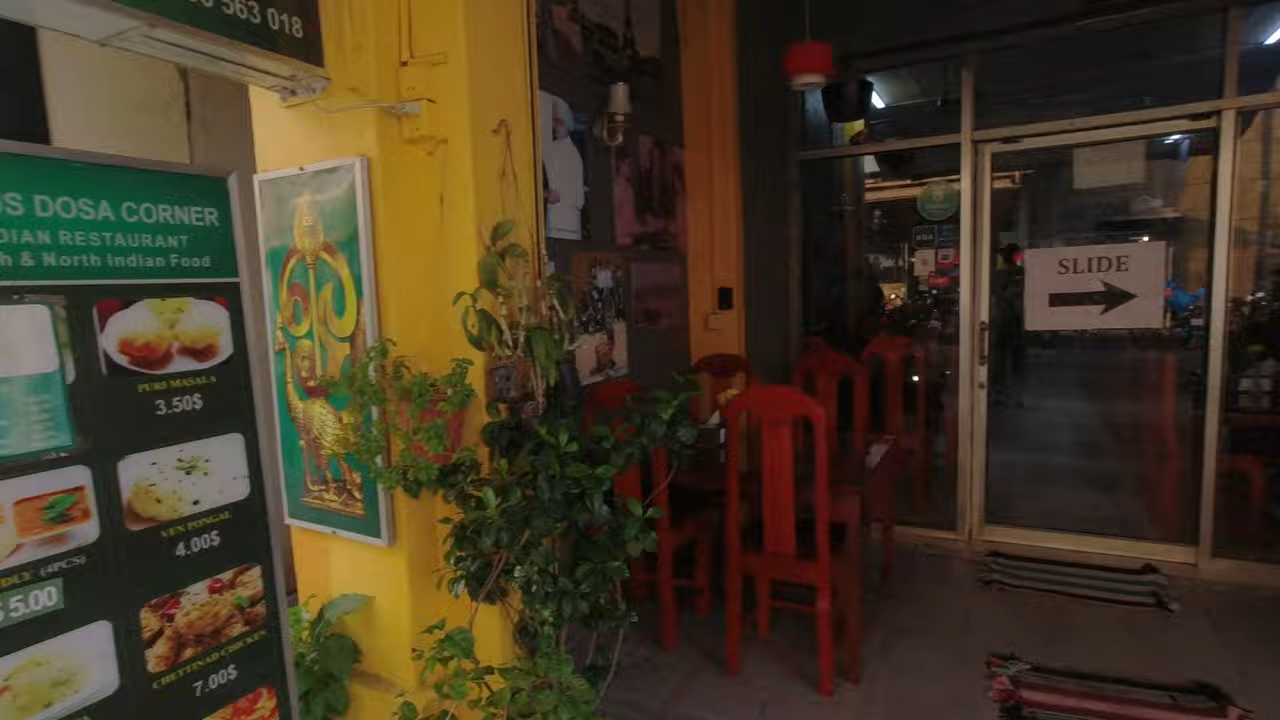 563 018
DOSA CORNER
RESTAURANT
& North Indian Food
PURI MASALA
3.50$
VEN PONGAL
4.00$
(4PCS)
5.00
CHETTINAD CHICKEN
7.00$
SLIDE